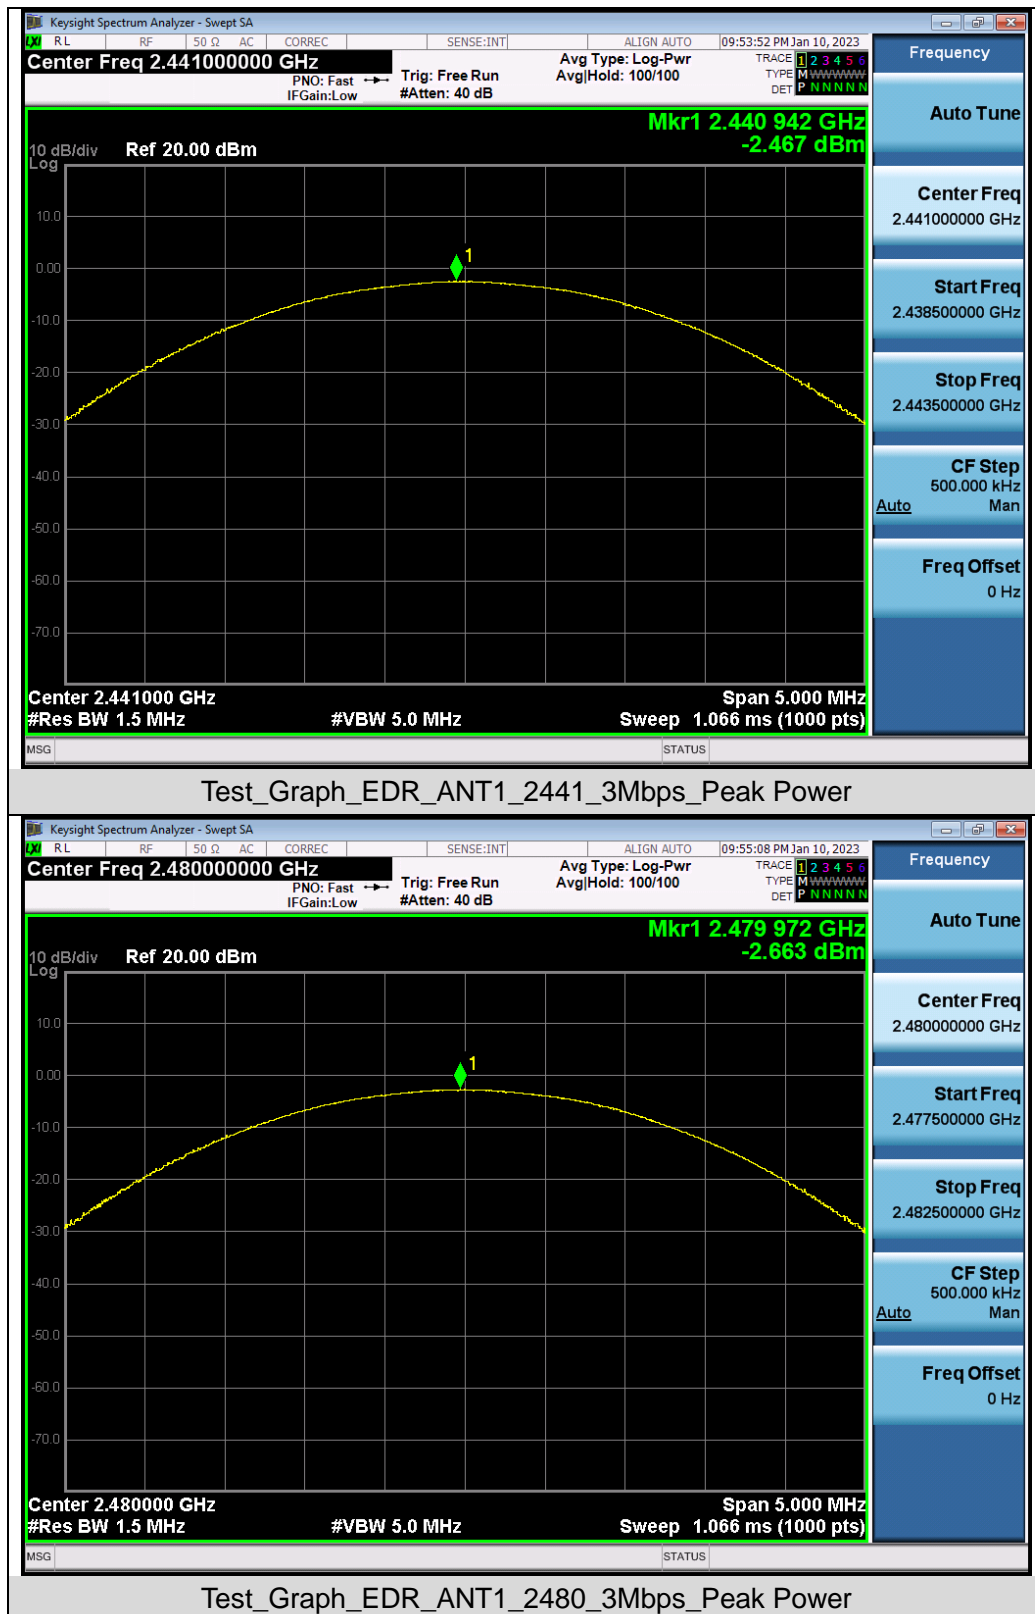 Keysight Spectrum Analyzer - Swept SA
LXI RL RF 50 Ω AC CORREC SENSE:INT ALIGN AUTO 09:53:52 PM Jan 10, 2023
Center Freq 2.441000000 GHz
PNO: Fast
IFGain:Low
Trig: Free Run
#Atten: 40 dB
Avg Type: Log-Pwr
Avg|Hold: 100/100
TRACE 1 2 3 4 5 6
TYPE M WWWWW
DET P N N N N N
Mkr1 2.440 942 GHz
-2.467 dBm
10 dB/div Ref 20.00 dBm
Log
10.0
1
0.00
-10.0
-20.0
-30.0
-40.0
-50.0
-60.0
-70.0
Center 2.441000 GHz Span 5.000 MHz
#Res BW 1.5 MHz #VBW 5.0 MHz Sweep 1.066 ms (1000 pts)
MSG STATUS
Frequency
Auto Tune
Center Freq
2.441000000 GHz
Start Freq
2.438500000 GHz
Stop Freq
2.443500000 GHz
CF Step
500.000 kHz
Auto Man
Freq Offset
0 Hz
Test_Graph_EDR_ANT1_2441_3Mbps_Peak Power
Keysight Spectrum Analyzer - Swept SA
LXI RL RF 50 Ω AC CORREC SENSE:INT ALIGN AUTO 09:55:08 PM Jan 10, 2023
Center Freq 2.480000000 GHz
PNO: Fast
IFGain:Low
Trig: Free Run
#Atten: 40 dB
Avg Type: Log-Pwr
Avg|Hold: 100/100
TRACE 1 2 3 4 5 6
TYPE M WWWWW
DET P N N N N N
Mkr1 2.479 972 GHz
-2.663 dBm
10 dB/div Ref 20.00 dBm
Log
10.0
1
0.00
-10.0
-20.0
-30.0
-40.0
-50.0
-60.0
-70.0
Center 2.480000 GHz Span 5.000 MHz
#Res BW 1.5 MHz #VBW 5.0 MHz Sweep 1.066 ms (1000 pts)
MSG STATUS
Frequency
Auto Tune
Center Freq
2.480000000 GHz
Start Freq
2.477500000 GHz
Stop Freq
2.482500000 GHz
CF Step
500.000 kHz
Auto Man
Freq Offset
0 Hz
Test_Graph_EDR_ANT1_2480_3Mbps_Peak Power